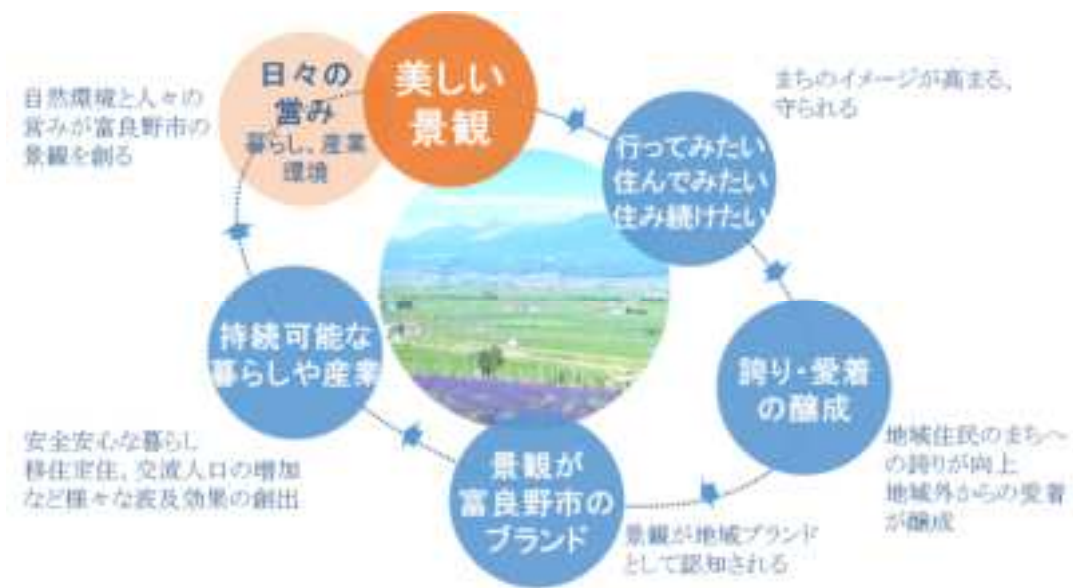 日々の
営み
暮らし、産業
環境
美しい
景観
自然環境と人々の
営みが富良野市の
景観を創る
まちのイメージが高まる、
守られる
行ってみたい
住んでみたい
住み続けたい
誇り・愛着
の醸成
地域住民のまちへ
の誇りが向上
地域外からの愛着
が醸成
景観が
富良野市の
ブランド
景観が地域ブランド
として認知される
持続可能な
暮らしや産業
安全安心な暮らし
移住定住、交流人口の増加
など様々な波及効果の創出